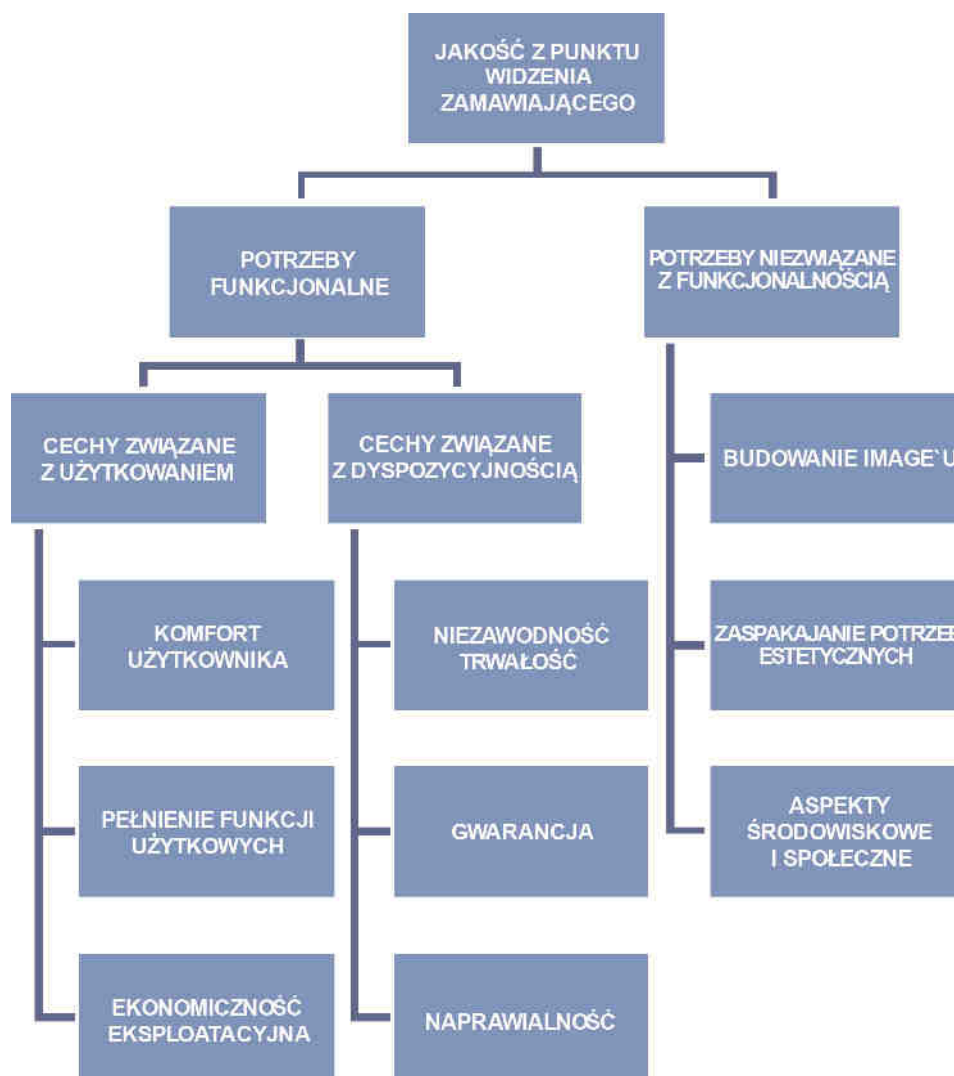 JAKOŚĆ Z PUNKTU
WIDZENIA
ZAMAWIAJĄCEGO
POTRZEBY
FUNKCJONALNE
POTRZEBY NIEZWIĄZANE
Z FUNKCJONALNOŚCIĄ
CECHY ZWIĄZANE
Z UŻYTKOWANIEM
CECHY ZWIĄZANE
Z DYSPOZYCYJNOŚCIĄ
BUDOWANIE IMAGE`U
KOMFORT
UŻYTKOWNIKA
NIEZAWODNOŚĆ
TRWAŁOŚĆ
ZASPAKAJANIE POTRZEB
ESTETYCZNYCH
PEŁNIENIE FUNKCJI
UŻYTKOWYCH
GWARANCJA
ASPEKTY
ŚRODOWISKOWE
I SPOŁECZNE
EKONOMICZNOŚĆ
EKSPLOATACYJNA
NAPRAWIALNOŚĆ